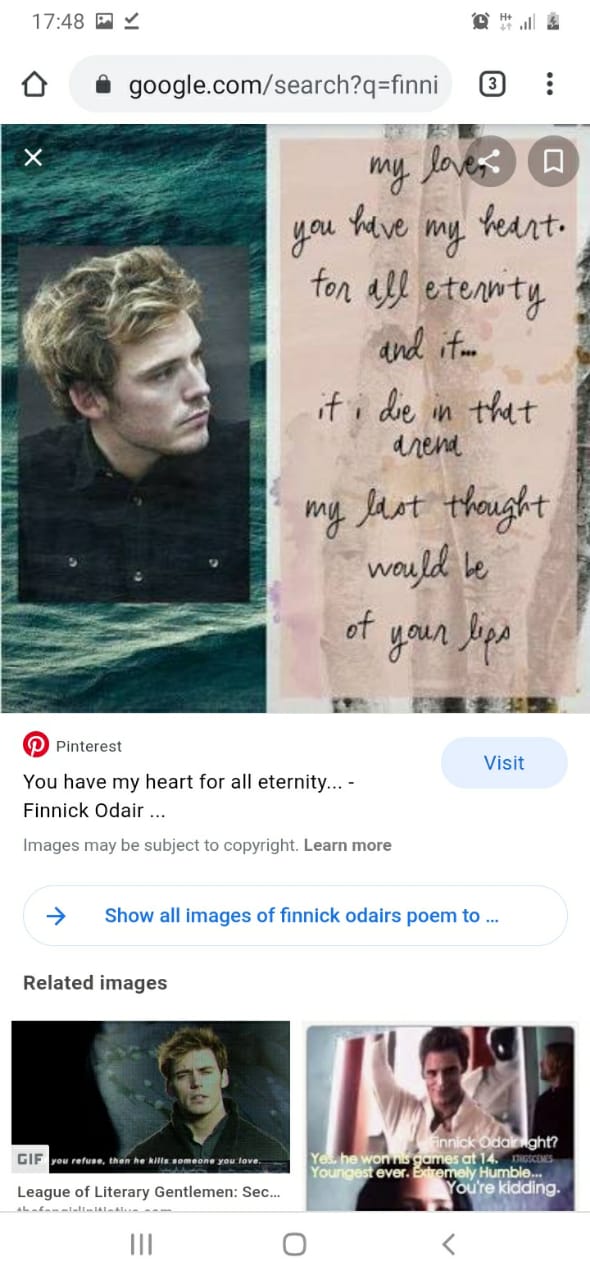 17:48
H+
google.com/search?q=finni
3
my love,
you have my heart.
for all eternity
and if...
if i die in that
arena
my last thought
would be
of your lips
Pinterest
You have my heart for all eternity... -
Finnick Odair ...
Visit
Images may be subject to copyright. Learn more
Show all images of finnick odairs poem to ...
Related images
GIF
you refuse, then he kills someone you love.
League of Literary Gentlemen: Sec...
Finnick Odair right?
Yes, he won his games at 14.
THGSCENES
Youngest ever. Extremely Humble...
You're kidding.